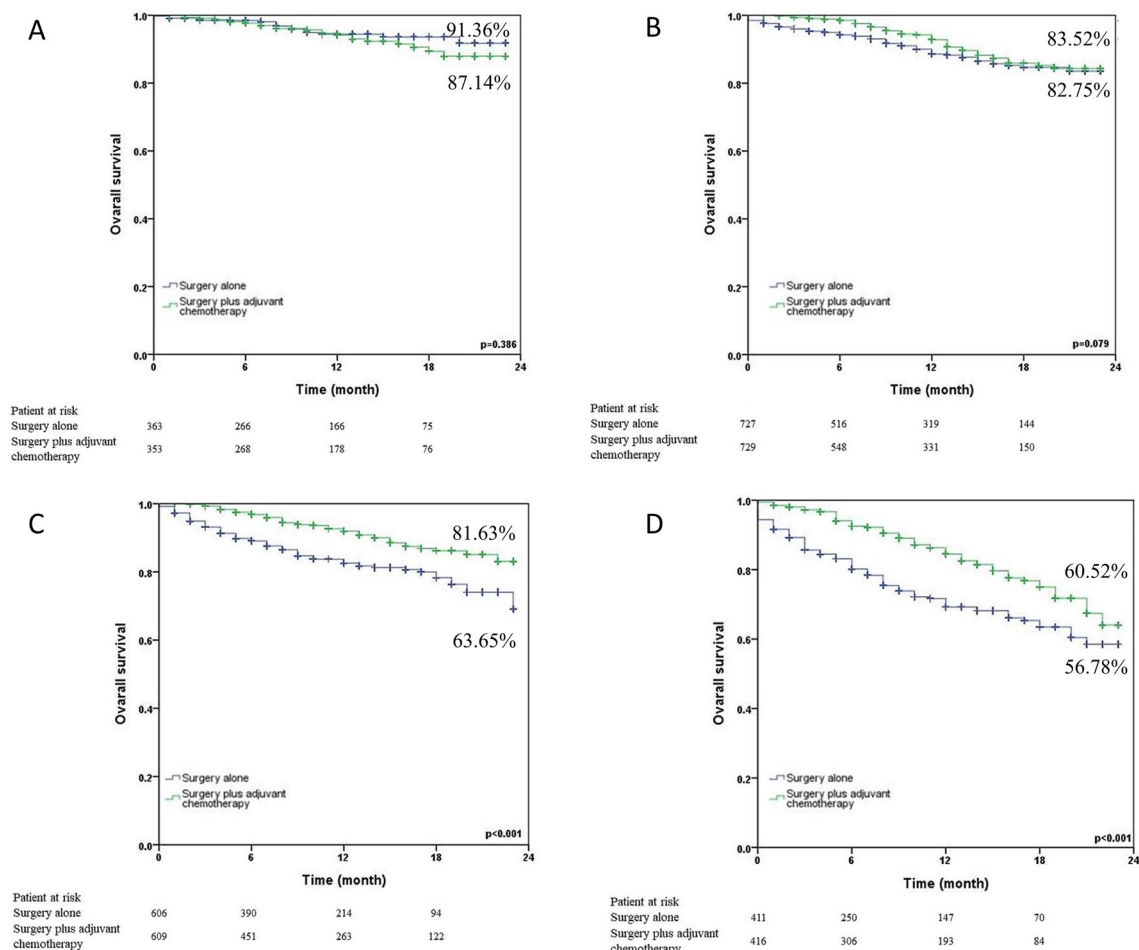 A
Ovarall survival
1.0
0.8
0.6
0.4
0.2
0.0
91.36%
87.14%
Surgery alone
Surgery plus adjuvant
chemotherapy
p=0.386
0 6 12 18 24
Time (month)
Patient at risk
Surgery alone 363 266 166 75
Surgery plus adjuvant
chemotherapy 353 268 178 76
B
Ovarall survival
1.0
0.8
0.6
0.4
0.2
0.0
83.52%
82.75%
Surgery alone
Surgery plus adjuvant
chemotherapy
p=0.079
0 6 12 18 24
Time (month)
Patient at risk
Surgery alone 727 516 319 144
Surgery plus adjuvant
chemotherapy 729 548 331 150
C
Ovarall survival
1.0
0.8
0.6
0.4
0.2
0.0
81.63%
63.65%
Surgery alone
Surgery plus adjuvant
chemotherapy
p<0.001
0 6 12 18 24
Time (month)
Patient at risk
Surgery alone 606 390 214 94
Surgery plus adjuvant
chemotherapy 609 451 263 122
D
Ovarall survival
1.0
0.8
0.6
0.4
0.2
0.0
60.52%
56.78%
Surgery alone
Surgery plus adjuvant
chemotherapy
p<0.001
0 6 12 18 24
Time (month)
Patient at risk
Surgery alone 411 250 147 70
Surgery plus adjuvant
chemotherapy 416 306 193 84